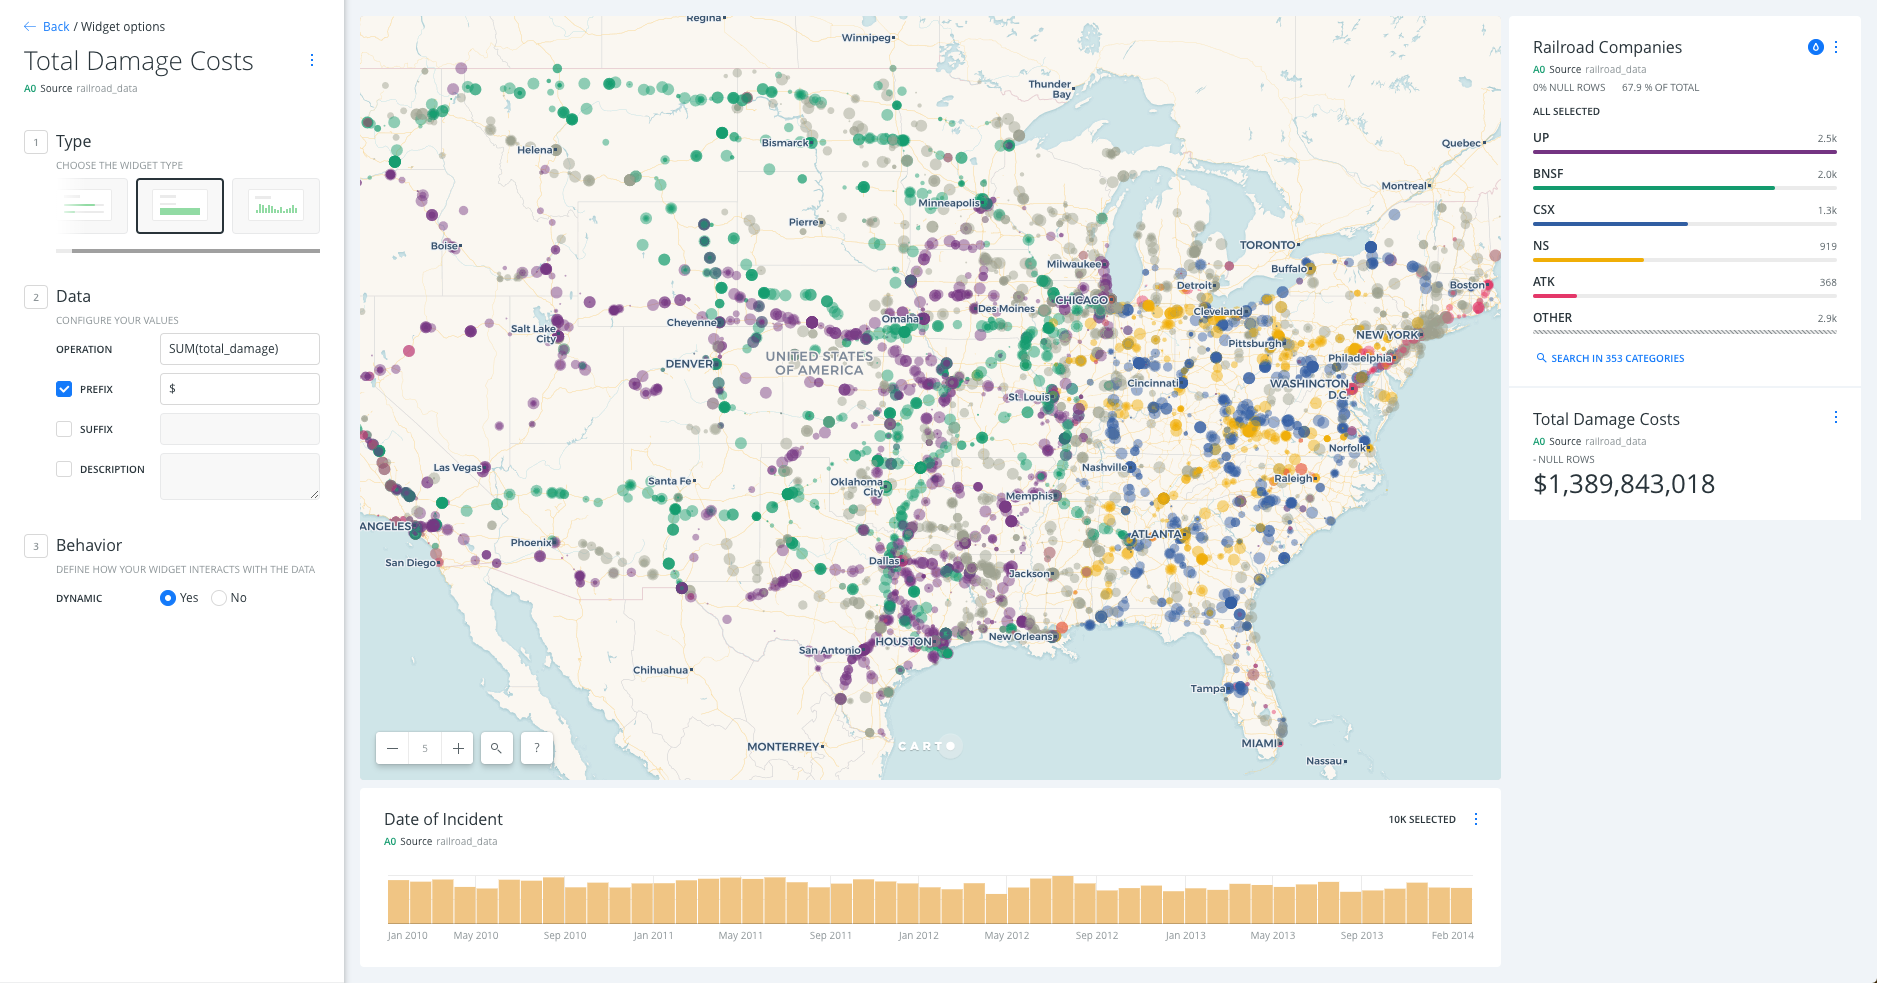 ← Back / Widget options
Total Damage Costs
A0 Source railroad_data
1 Type
CHOOSE THE WIDGET TYPE
2 Data
CONFIGURE YOUR VALUES
OPERATION SUM(total_damage)
PREFIX $
SUFFIX
DESCRIPTION
3 Behavior
DEFINE HOW YOUR WIDGET INTERACTS WITH THE DATA
DYNAMIC Yes No
Regina
Winnipeg
Thunder
Bay
Quebec
Helena
Bismarck
Montreal
Minneapolis
Pierre
Boise
TORONTO
Milwaukee
Buffalo
Detroit
Boston
CHICAGO
Des Moines
Cleveland
Omaha
Cheyenne
Salt Lake
City
NEW YORK
Pittsburgh
UNITED STATES
OF AMERICA
Philadelphia
DENVER
Cincinnati
WASHINGTON
D.C.
St. Louis
Norfolk
Las Vegas
Nashville
Santa Fe
Oklahoma
City
Raleigh
Memphis
ANGELES
ATLANTA
Phoenix
San Diego
Dallas
Jackson
New Orleans
HOUSTON
San Antonio
Chihuahua
Tampa
MIAMI
MONTERREY
CARTO
Nassau
5
?
Date of Incident
10K SELECTED
A0 Source railroad_data
Jan 2010 May 2010 Sep 2010 Jan 2011 May 2011 Sep 2011 Jan 2012 May 2012 Sep 2012 Jan 2013 May 2013 Sep 2013 Feb 2014
Railroad Companies
A0 Source railroad_data
0% NULL ROWS 67.9 % OF TOTAL
ALL SELECTED
UP 2.5k
BNSF 2.0k
CSX 1.3k
NS 919
ATK 368
OTHER 2.9k
SEARCH IN 353 CATEGORIES
Total Damage Costs
A0 Source railroad_data
- NULL ROWS
$1,389,843,018